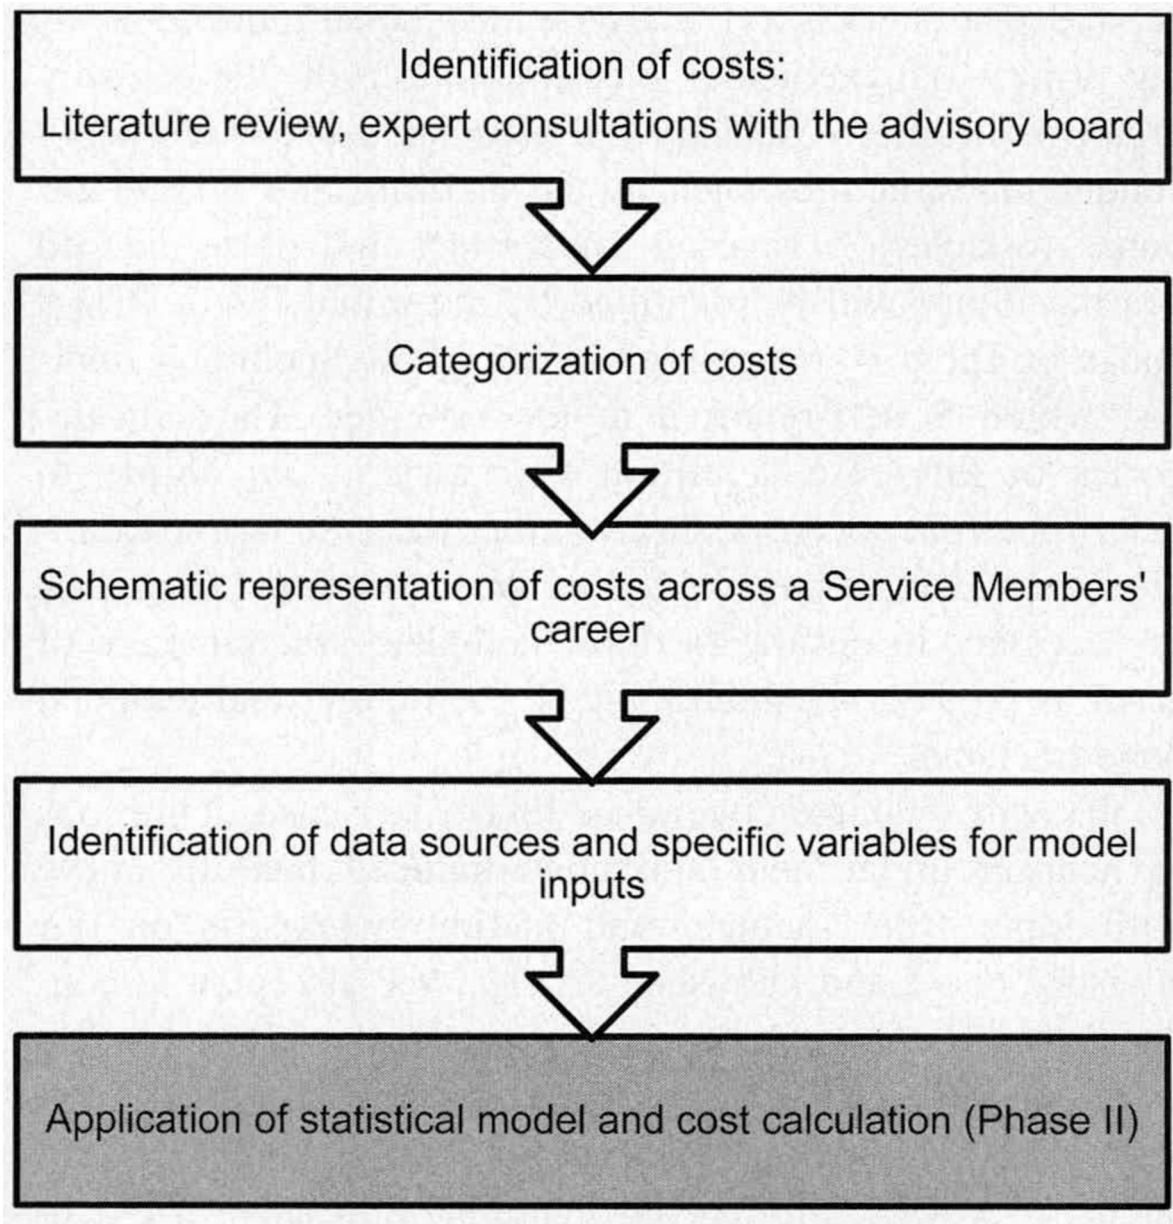 Identification of costs:
Literature review, expert consultations with the advisory board
Categorization of costs
Schematic representation of costs across a Service Members'
career
Identification of data sources and specific variables for model
inputs
Application of statistical model and cost calculation (Phase II)